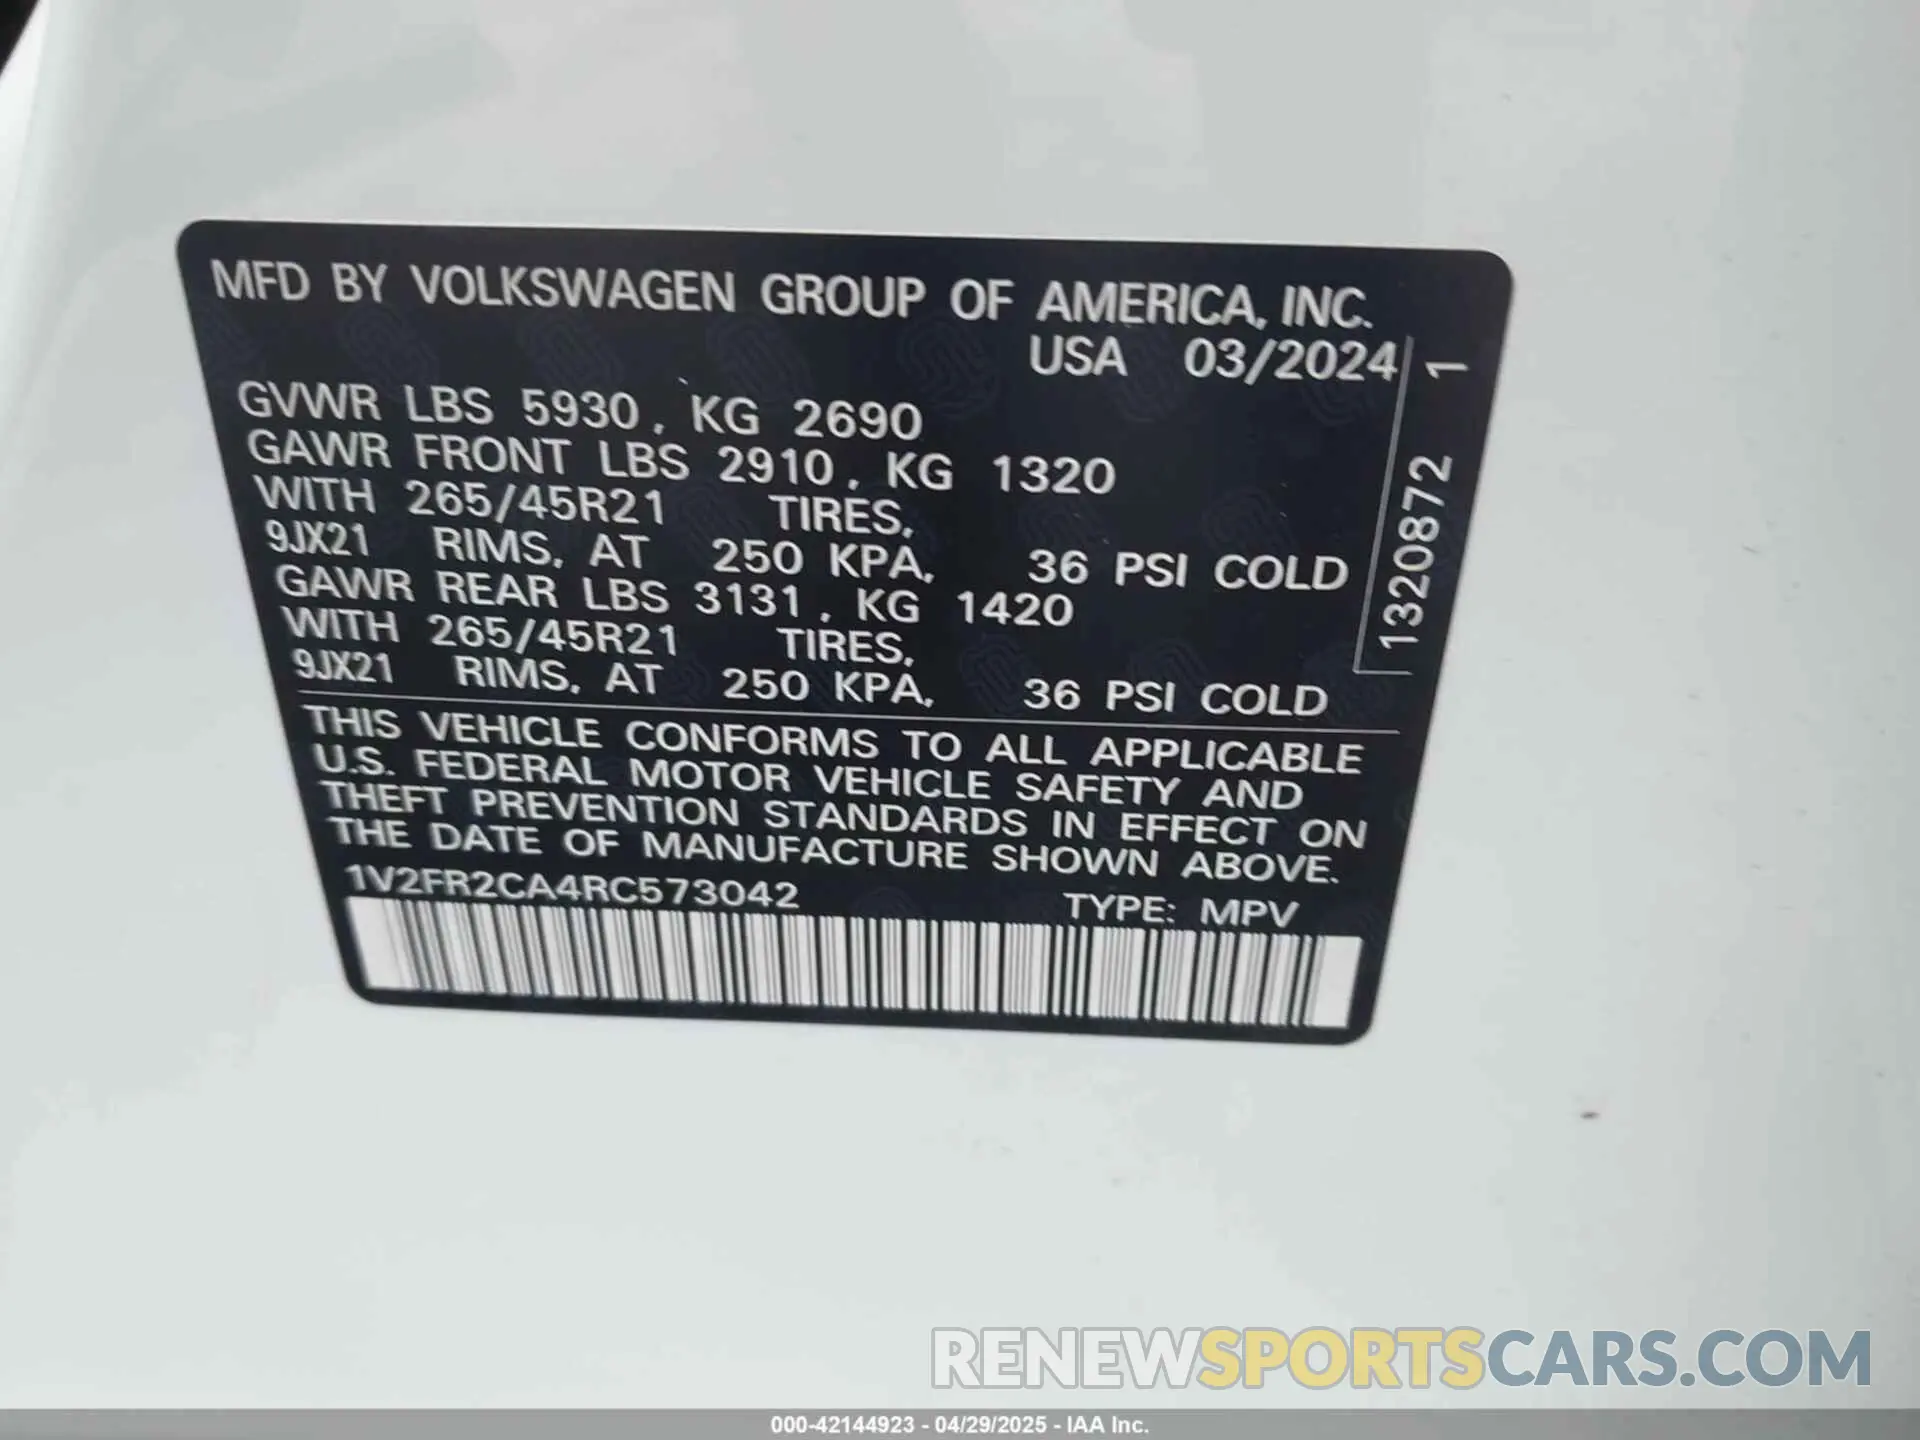 MFD BY VOLKSWAGEN GROUP OF AMERICA, INC.
USA 03/2024
GVWR LBS 5930, KG 2690
GAWR FRONT LBS 2910, KG 1320
WITH 265/45R21 TIRES,
9JX21 RIMS, AT 250 KPA, 36 PSI COLD
GAWR REAR LBS 3131, KG 1420
WITH 265/45R21 TIRES,
9JX21 RIMS, AT 250 KPA, 36 PSI COLD
1320872 1
THIS VEHICLE CONFORMS TO ALL APPLICABLE
U.S. FEDERAL MOTOR VEHICLE SAFETY AND
THEFT PREVENTION STANDARDS IN EFFECT ON
THE DATE OF MANUFACTURE SHOWN ABOVE.
1V2FR2CA4RC573042 TYPE: MPV
RENEWSPORTSCARS.COM
000-42144923 - 04/29/2025 - IAA Inc.